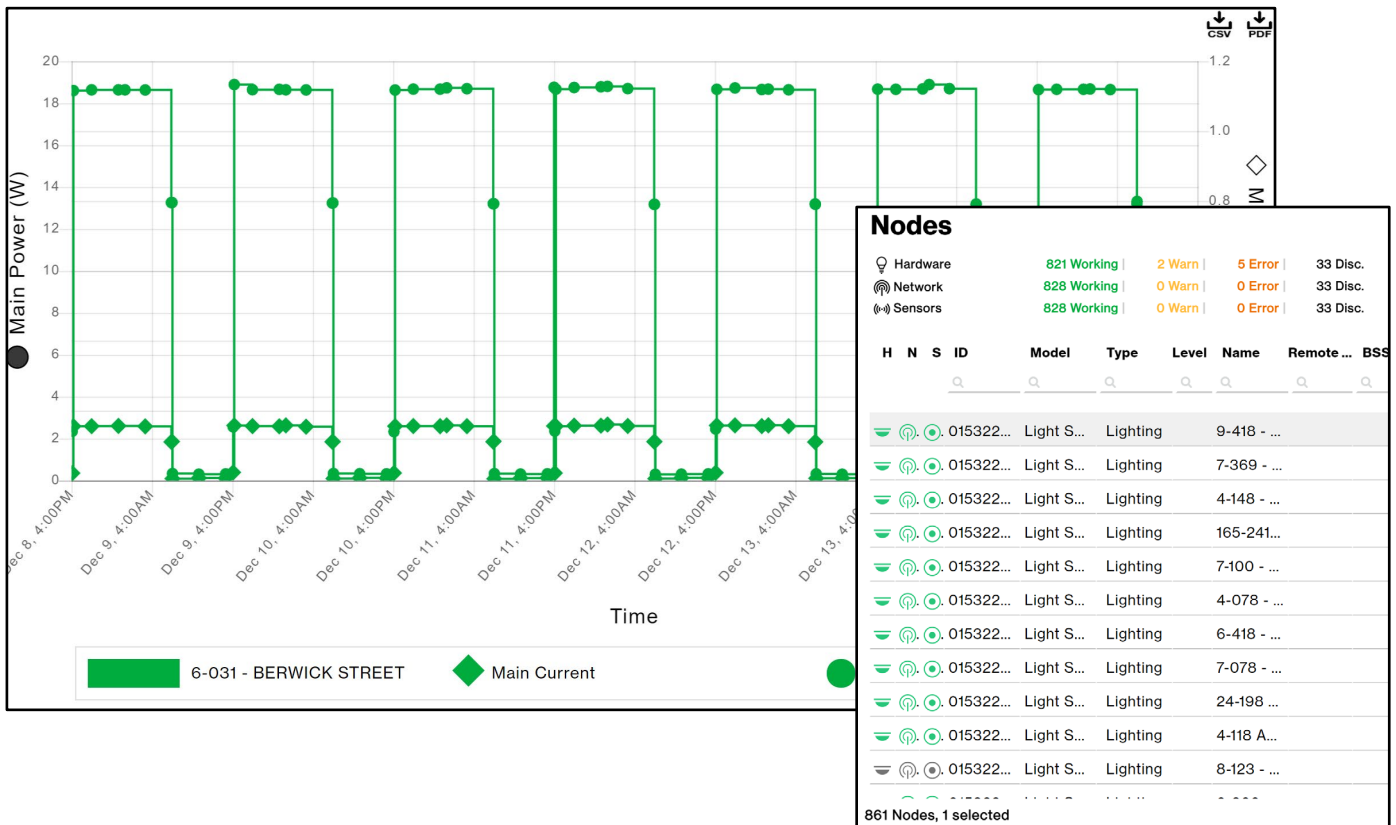 CSV PDF
20
18
16
14
12
10
8
6
4
2
0
Main Power (W)
1.2
1.0
0.8
M
Dec 8, 4:00PM
Dec 9, 4:00AM
Dec 9, 4:00PM
Dec 10, 4:00AM
Dec 10, 4:00PM
Dec 11, 4:00AM
Dec 11, 4:00PM
Dec 12, 4:00AM
Dec 12, 4:00PM
Dec 13, 4:00AM
Dec 13, 4:0
Time
6-031 - BERWICK STREET Main Current
Nodes
Hardware 821 Working | 2 Warn | 5 Error | 33 Disc.
Network 828 Working | 0 Warn | 0 Error | 33 Disc.
Sensors 828 Working | 0 Warn | 0 Error | 33 Disc.
H N S ID Model Type Level Name Remote ... BSS
015322... Light S... Lighting 9-418 - ...
015322... Light S... Lighting 7-369 - ...
015322... Light S... Lighting 4-148 - ...
015322... Light S... Lighting 165-241...
015322... Light S... Lighting 7-100 - ...
015322... Light S... Lighting 4-078 - ...
015322... Light S... Lighting 6-418 - ...
015322... Light S... Lighting 7-078 - ...
015322... Light S... Lighting 24-198 ...
015322... Light S... Lighting 4-118 A...
015322... Light S... Lighting 8-123 - ...
861 Nodes, 1 selected